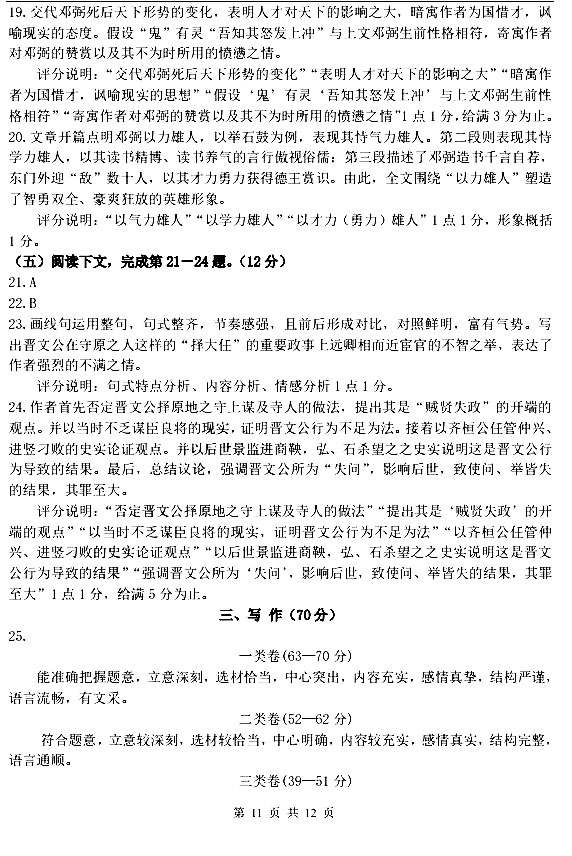 19.交代邓弼死后天下形势的变化，表明人才对天下的影响之大，暗寓作者为国惜才，讽
喻现实的态度。假设“鬼”有灵“吾知其怒发上冲”与上文邓弼生前性格相符，寄寓作者
对邓弼的赞赏以及其不为时所用的愤懑之情。
评分说明：“交代邓弼死后天下形势的变化”“表明人才对天下的影响之大”“暗寓作
者为国惜才，讽喻现实的思想”“假设‘鬼’有灵‘吾知其怒发上冲’与上文邓弼生前性
格相符”“寄寓作者对邓弼的赞赏以及其不为时所用的愤懑之情”1点1分，给满3分为止。
20.文章开篇点明邓弼以力雄人，以举石鼓为例，表现其恃气力雄人。第二段则表现其恃
学力雄人，以其读书精博、读书养气的言行傲视俗儒；第三段描述了邓弼造书千言自荐，
东门外迎“敌”数十人，以其才力勇力获得德王赏识。由此，全文围绕“以力雄人”塑造
了智勇双全、豪爽狂放的英雄形象。
评分说明：“以气力雄人”“以学力雄人”“以才力（勇力）雄人”1点1分，形象概括
1分。
（五）阅读下文，完成第21－24题。（12分）
21.A
22.B
23.画线句运用整句，句式整齐，节奏感强，且前后形成对比，对照鲜明，富有气势。写
出晋文公在守原之人这样的“择大任”的重要政事上远卿相而近宦官的不智之举，表达了
作者强烈的不满之情。
评分说明：句式特点分析、内容分析、情感分析1点1分。
24.作者首先否定晋文公择原地之守上谋及寺人的做法，提出其是“贼贤失政”的开端的
观点。并以当时不乏谋臣良将的现实，证明晋文公行为不足为法。接着以齐桓公任管仲兴、
进竖刁败的史实论证观点。并以后世景监进商鞅，弘、石杀望之之史实说明这是晋文公行
为导致的结果。最后，总结议论，强调晋文公所为“失问”，影响后世，致使问、举皆失
的结果，其罪至大。
评分说明：“否定晋文公择原地之守上谋及寺人的做法”“提出其是‘贼贤失政’的开
端的观点”“以当时不乏谋臣良将的现实，证明晋文公行为不足为法”“以齐桓公任管仲
兴、进竖刁败的史实论证观点”“以后世景监进商鞅，弘、石杀望之之史实说明这是晋文
公行为导致的结果”“强调晋文公所为‘失问’，影响后世，致使问、举皆失的结果，其罪
至大”1点1分，给满5分为止。
三、写 作（70分）
25.
一类卷(63—70分)
能准确把握题意，立意深刻，选材恰当，中心突出，内容充实，感情真挚，结构严谨，
语言流畅，有文采。
二类卷(52—62分)
符合题意，立意较深刻，选材较恰当，中心明确，内容较充实，感情真实，结构完整，
语言通顺。
三类卷(39—51分)
第 11 页 共 12 页